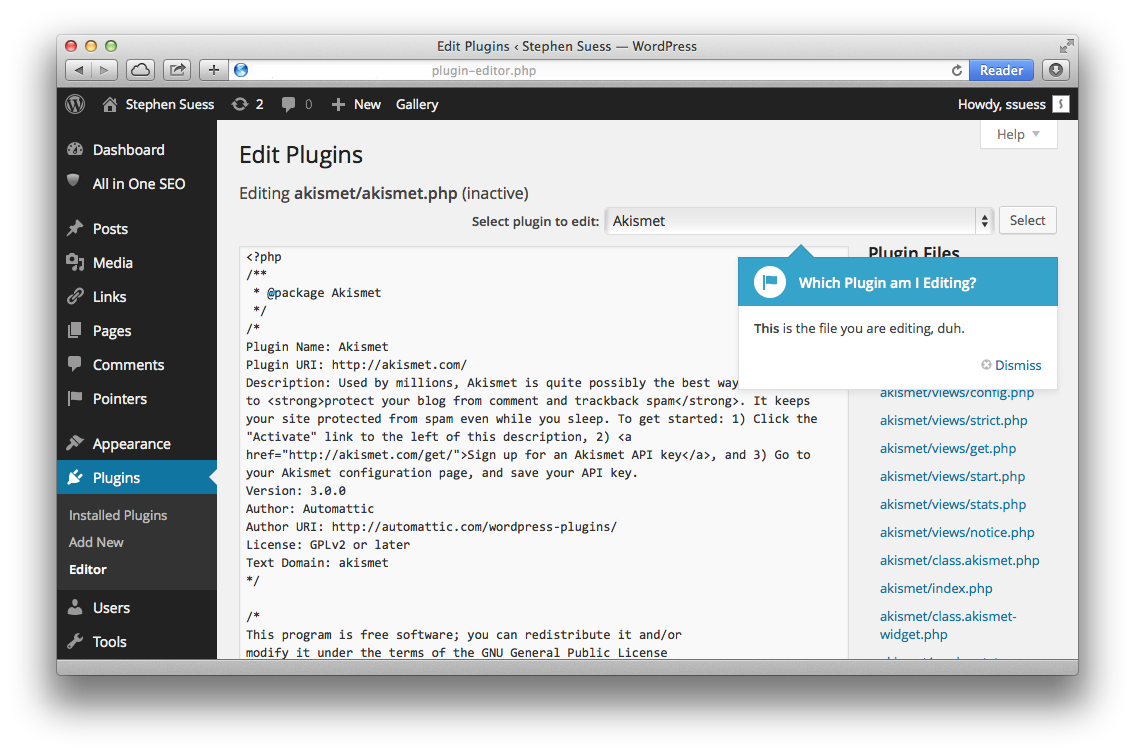 Edit Plugins ‹ Stephen Suess — WordPress
plugin-editor.php
Reader
Stephen Suess 2 0 New Gallery
Howdy, ssuess
Help
Dashboard
All in One SEO
Posts
Media
Links
Pages
Comments
Pointers
Appearance
Plugins
Installed Plugins
Add New
Editor
Users
Tools
Edit Plugins
Editing akismet/akismet.php (inactive)
Select plugin to edit: Akismet Select
<?php
/**
* @package Akismet
*/
/*
Plugin Name: Akismet
Plugin URI: http://akismet.com/
Description: Used by millions, Akismet is quite possibly the best way
to <strong>protect your blog from comment and trackback spam</strong>. It keeps
your site protected from spam even while you sleep. To get started: 1) Click the
"Activate" link to the left of this description, 2) <a
href="http://akismet.com/get/">Sign up for an Akismet API key</a>, and 3) Go to
your Akismet configuration page, and save your API key.
Version: 3.0.0
Author: Automattic
Author URI: http://automattic.com/wordpress-plugins/
License: GPLv2 or later
Text Domain: akismet
*/
/*
This program is free software; you can redistribute it and/or
modify it under the terms of the GNU General Public License
Plugin Files
Which Plugin am I Editing?
This is the file you are editing, duh.
Dismiss
akismet/views/config.php
akismet/views/strict.php
akismet/views/get.php
akismet/views/start.php
akismet/views/stats.php
akismet/views/notice.php
akismet/class.akismet.php
akismet/index.php
akismet/class.akismet-
widget.php